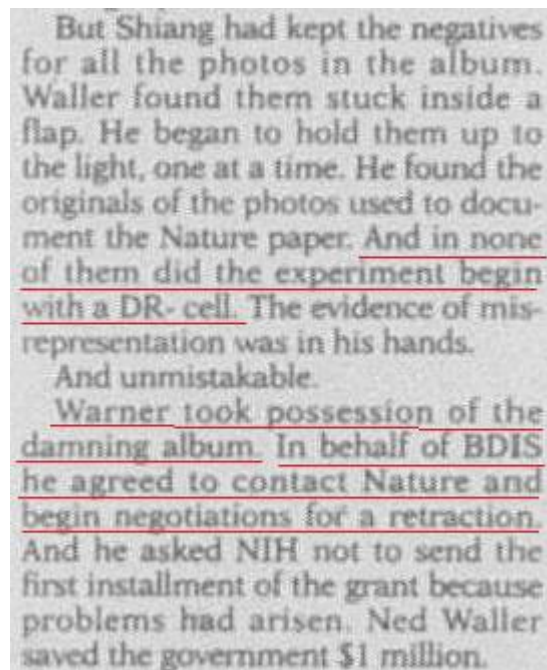 But Shiang had kept the negatives
for all the photos in the album.
Waller found them stuck inside a
flap. He began to hold them up to
the light, one at a time. He found the
originals of the photos used to docu-
ment the Nature paper. And in none
of them did the experiment begin
with a DR- cell. The evidence of mis-
representation was in his hands.
And unmistakable.
Warner took possession of the
damning album. In behalf of BDIS
he agreed to contact Nature and
begin negotiations for a retraction.
And he asked NIH not to send the
first installment of the grant because
problems had arisen. Ned Waller
saved the government $1 million.